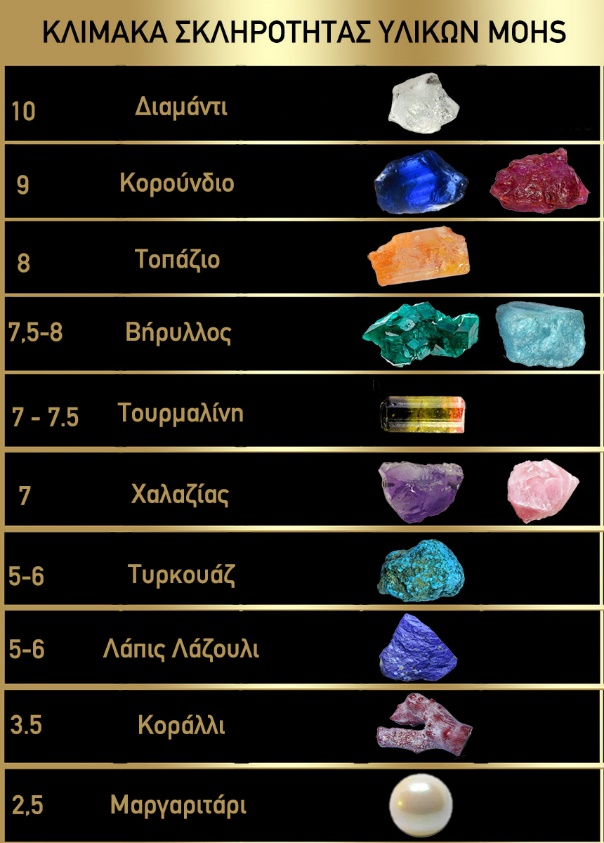 ΚΛΙΜΑΚΑ ΣΚΛΗΡΟΤΗΤΑΣ ΥΛΙΚΩΝ MOHS
10 Διαμάντι
9 Κορούνδιο
8 Τοπάζιο
7,5-8 Βήρυλλος
7 - 7.5 Τουρμαλίνη
7 Χαλαζίας
5-6 Τυρκουάζ
5-6 Λάπις Λάζουλι
3.5 Κοράλλι
2,5 Μαργαριτάρι